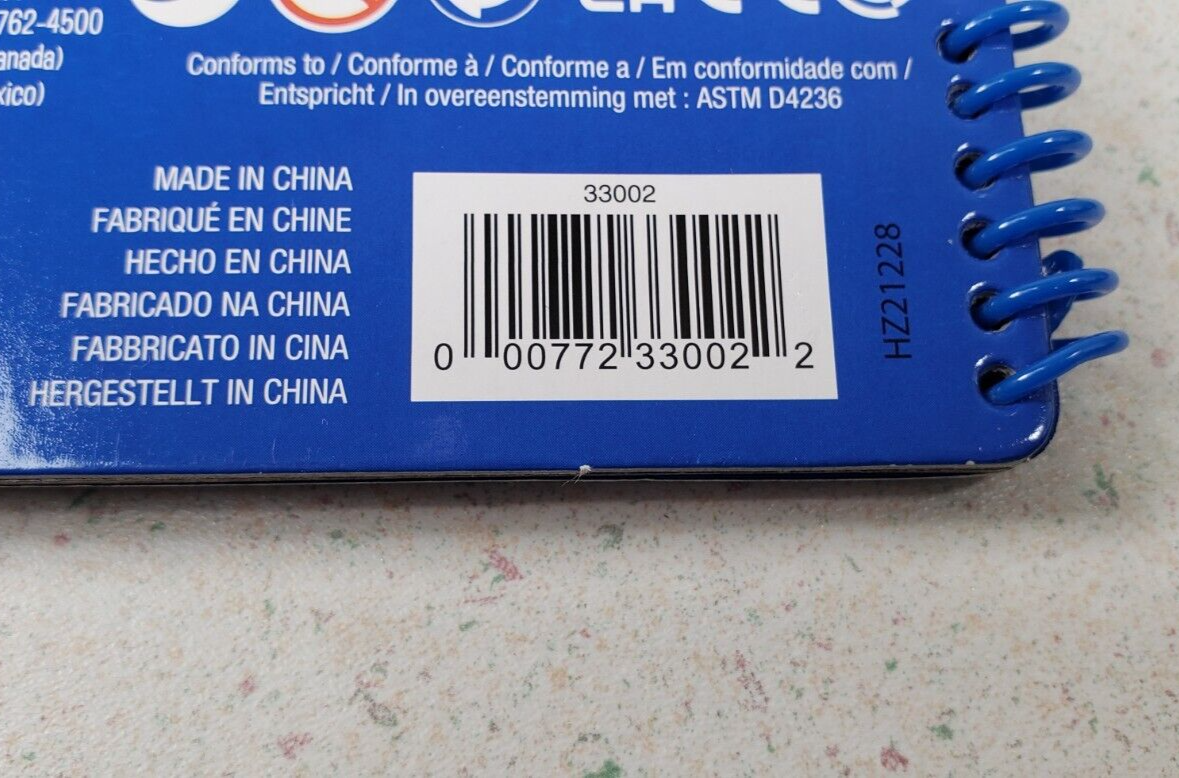 762-4500
anada)
xico)
Conforms to / Conforme à / Conforme a / Em conformidade com /
Entspricht / In overeenstemming met : ASTM D4236
MADE IN CHINA
FABRIQUÉ EN CHINE
HECHO EN CHINA
FABRICADO NA CHINA
FABBRICATO IN CINA
HERGESTELLT IN CHINA
33002
0 00772 33002 2
HZ21228